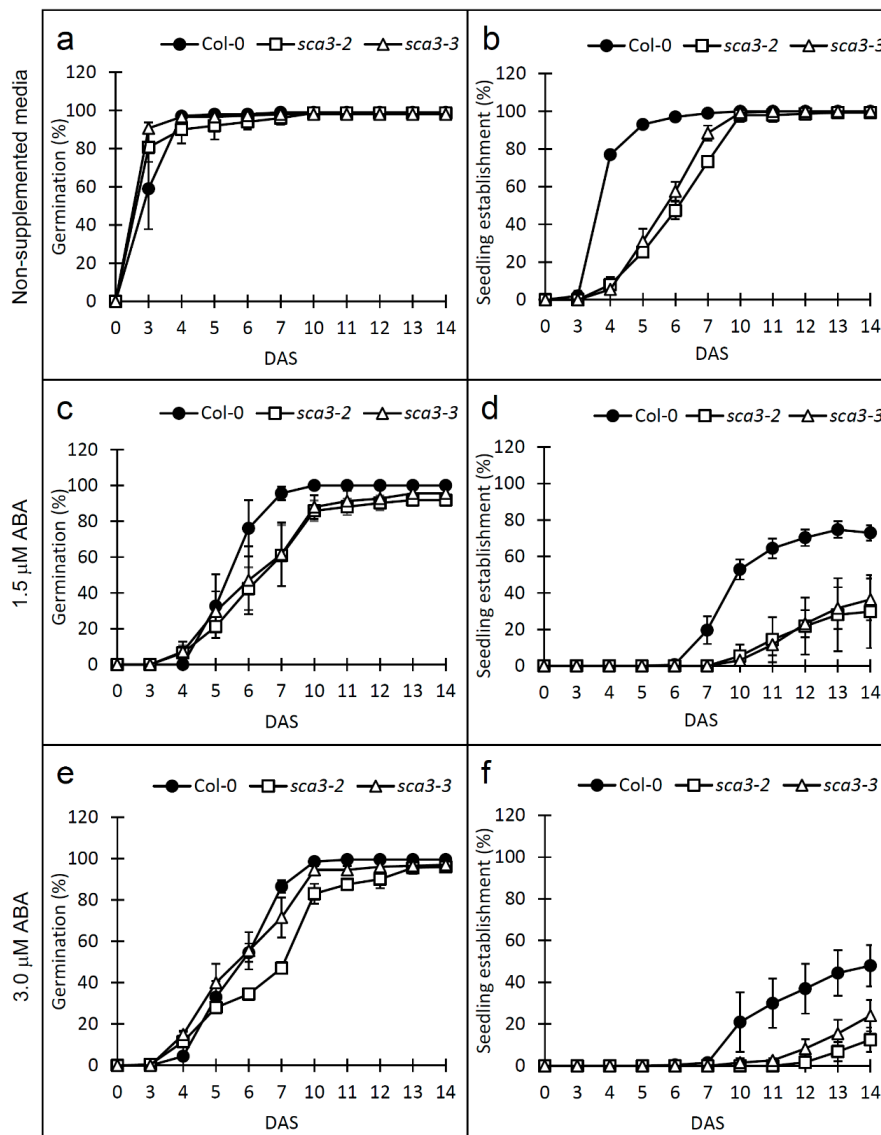 Non-supplemented media
a
Col-0 sca3-2 sca3-3
Germination (%)
120
100
80
60
40
20
0
0 3 4 5 6 7 10 11 12 13 14
DAS
b
Col-0 sca3-2 sca3-3
Seedling establishment (%)
120
100
80
60
40
20
0
0 3 4 5 6 7 10 11 12 13 14
DAS
1.5 μM ABA
c
Col-0 sca3-2 sca3-3
Germination (%)
120
100
80
60
40
20
0
0 3 4 5 6 7 10 11 12 13 14
DAS
d
Col-0 sca3-2 sca3-3
Seedling establishment (%)
120
100
80
60
40
20
0
0 3 4 5 6 7 10 11 12 13 14
DAS
3.0 μM ABA
e
Col-0 sca3-2 sca3-3
Germination (%)
120
100
80
60
40
20
0
0 3 4 5 6 7 10 11 12 13 14
DAS
f
Col-0 sca3-2 sca3-3
Seedling establishment (%)
120
100
80
60
40
20
0
0 3 4 5 6 7 10 11 12 13 14
DAS